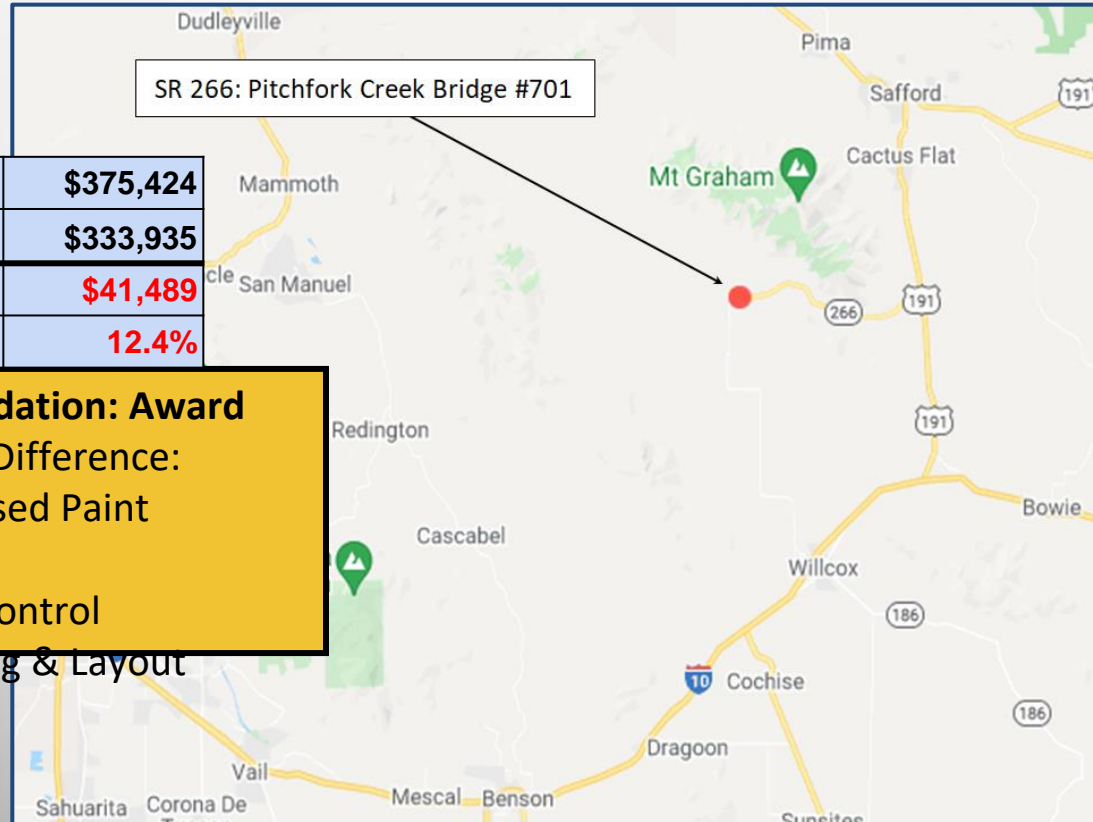 Dudleyville
Pima
SR 266: Pitchfork Creek Bridge #701
Safford
191
Cactus Flat
$375,424
Mammoth
Mt Graham
$333,935
$41,489
cle San Manuel
191
266
12.4%
dation: Award
Difference:
sed Paint
ontrol
g & Layout
Redington
191
Bowie
Cascabel
Willcox
186
10
Cochise
186
Dragoon
Vail
Mescal
Benson
Sahuarita
Corona De